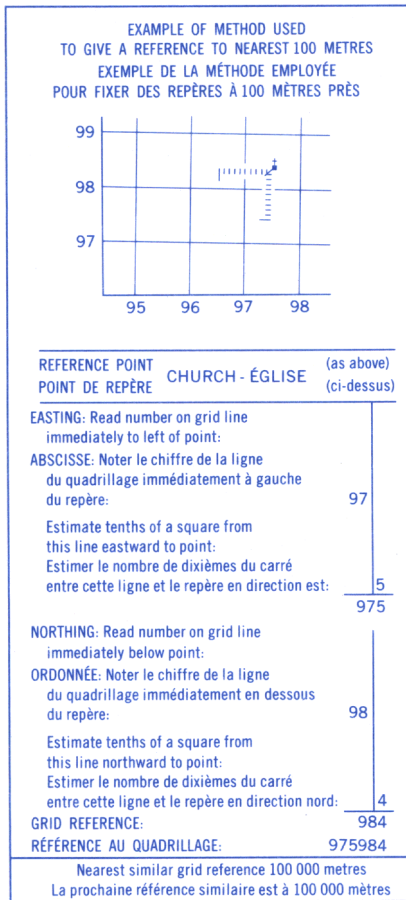 EXAMPLE OF METHOD USED
TO GIVE A REFERENCE TO NEAREST 100 METRES
EXEMPLE DE LA MÉTHODE EMPLOYÉE
POUR FIXER DES REPÈRES À 100 MÈTRES PRÈS
99
98
97
95 96 97 98
REFERENCE POINT
POINT DE REPÈRE
CHURCH - ÉGLISE
(as above)
(ci-dessus)
EASTING: Read number on grid line
immediately to left of point:
ABSCISSE: Noter le chiffre de la ligne
du quadrillage immédiatement à gauche
du repère: 97
Estimate tenths of a square from
this line eastward to point:
Estimer le nombre de dixièmes du carré
entre cette ligne et le repère en direction est: 5
975
NORTHING: Read number on grid line
immediately below point:
ORDONNÉE: Noter le chiffre de la ligne
du quadrillage immédiatement en dessous
du repère: 98
Estimate tenths of a square from
this line northward to point:
Estimer le nombre de dixièmes du carré
entre cette ligne et le repère en direction nord: 4
GRID REFERENCE: 984
RÉFÉRENCE AU QUADRILLAGE: 975984
Nearest similar grid reference 100 000 metres
La prochaine référence similaire est à 100 000 mètres